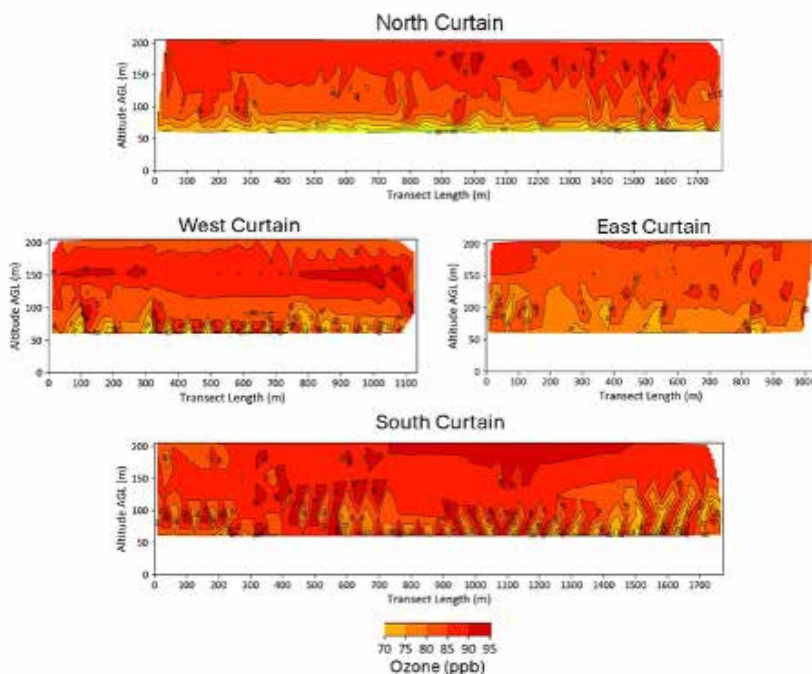 North Curtain
Altitude AGL (m)
200
150
100
50
0
0 100 200 300 400 500 600 700 800 900 1000 1100 1200 1300 1400 1500 1600 1700
Transect Length (m)
West Curtain
Altitude AGL (m)
200
150
100
50
0
0 100 200 300 400 500 600 700 800 900 1000 1100
Transect Length (m)
East Curtain
Altitude AGL (m)
200
150
100
50
0
0 100 200 300 400 500 600 700 800 900
Transect Length (m)
South Curtain
Altitude AGL (m)
200
150
100
50
0
0 100 200 300 400 500 600 700 800 900 1000 1100 1200 1300 1400 1500 1600 1700
Transect Length (m)
70 75 80 85 90 95
Ozone (ppb)